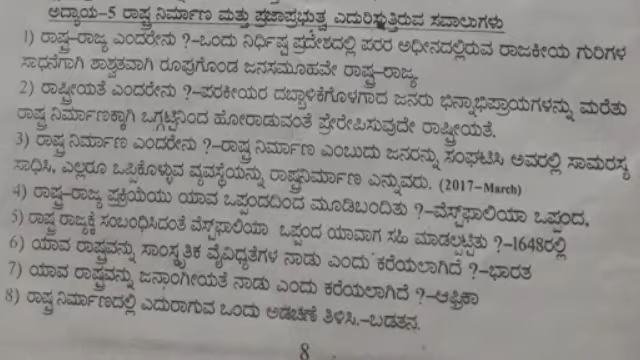 ಅಧ್ಯಾಯ-5 ರಾಷ್ಟ್ರ ನಿರ್ಮಾಣ ಮತ್ತು ಪ್ರಜಾಪ್ರಭುತ್ವ ಎದುರಿಸುತ್ತಿರುವ ಸವಾಲುಗಳು
1) ರಾಷ್ಟ್ರ-ರಾಜ್ಯ ಎಂದರೇನು ?-ಒಂದು ನಿರ್ಧಿಷ್ಟ ಪ್ರದೇಶದಲ್ಲಿ ಪರರ ಅಧೀನದಲ್ಲಿರುವ ರಾಜಕೀಯ ಗುರಿಗಳ
ಸಾಧನೆಗಾಗಿ ಶಾಶ್ವತವಾಗಿ ರೂಪುಗೊಂಡ ಜನಸಮೂಹವೇ ರಾಷ್ಟ್ರ-ರಾಜ್ಯ.
2) ರಾಷ್ಟ್ರೀಯತೆ ಎಂದರೇನು ?-ಪರಕೀಯರ ದಬ್ಬಾಳಿಕೆಗೊಳಗಾದ ಜನರು ಭಿನ್ನಾಭಿಪ್ರಾಯಗಳನ್ನು ಮರೆತು
ರಾಷ್ಟ್ರ ನಿರ್ಮಾಣಕ್ಕಾಗಿ ಒಗ್ಗಟ್ಟಿನಿಂದ ಹೋರಾಡುವಂತೆ ಪ್ರೇರೇಪಿಸುವುದೇ ರಾಷ್ಟ್ರೀಯತೆ.
3) ರಾಷ್ಟ್ರ ನಿರ್ಮಾಣ ಎಂದರೇನು ?-ರಾಷ್ಟ್ರ ನಿರ್ಮಾಣ ಎಂಬುದು ಜನರನ್ನು ಸಂಘಟಿಸಿ ಅವರಲ್ಲಿ ಸಾಮರಸ್ಯ
ಸಾಧಿಸಿ, ಎಲ್ಲರೂ ಒಪ್ಪಿಕೊಳ್ಳುವ ವ್ಯವಸ್ಥೆಯನ್ನು ರಾಷ್ಟ್ರನಿರ್ಮಾಣ ಎನ್ನುವರು. (2017-March)
4) ರಾಷ್ಟ್ರ-ರಾಜ್ಯ ಪ್ರಕ್ರಿಯೆಯು ಯಾವ ಒಪ್ಪಂದದಿಂದ ಮೂಡಿಬಂದಿತು ?-ವೆಸ್ಟ್‌ಫಾಲಿಯಾ ಒಪ್ಪಂದ,
5) ರಾಷ್ಟ್ರ ರಾಜ್ಯಕ್ಕೆ ಸಂಬಂಧಿಸಿದಂತೆ ವೆಸ್ಟ್‌ಫಾಲಿಯಾ ಒಪ್ಪಂದ ಯಾವಾಗ ಸಹಿ ಮಾಡಲ್ಪಟ್ಟಿತು ?-1648ರಲ್ಲಿ
6) ಯಾವ ರಾಷ್ಟ್ರವನ್ನು ಸಾಂಸ್ಕೃತಿಕ ವೈವಿಧ್ಯತೆಗಳ ನಾಡು ಎಂದು ಕರೆಯಲಾಗಿದೆ ?-ಭಾರತ
7) ಯಾವ ರಾಷ್ಟ್ರವನ್ನು ಜನಾಂಗೀಯತೆ ನಾಡು ಎಂದು ಕರೆಯಲಾಗಿದೆ ?-ಆಫ್ರಿಕಾ
8) ರಾಷ್ಟ್ರ ನಿರ್ಮಾಣದಲ್ಲಿ ಎದುರಾಗುವ ಒಂದು ಅಡಚಣೆ ತಿಳಿಸಿ.-ಬಡತನ.
8